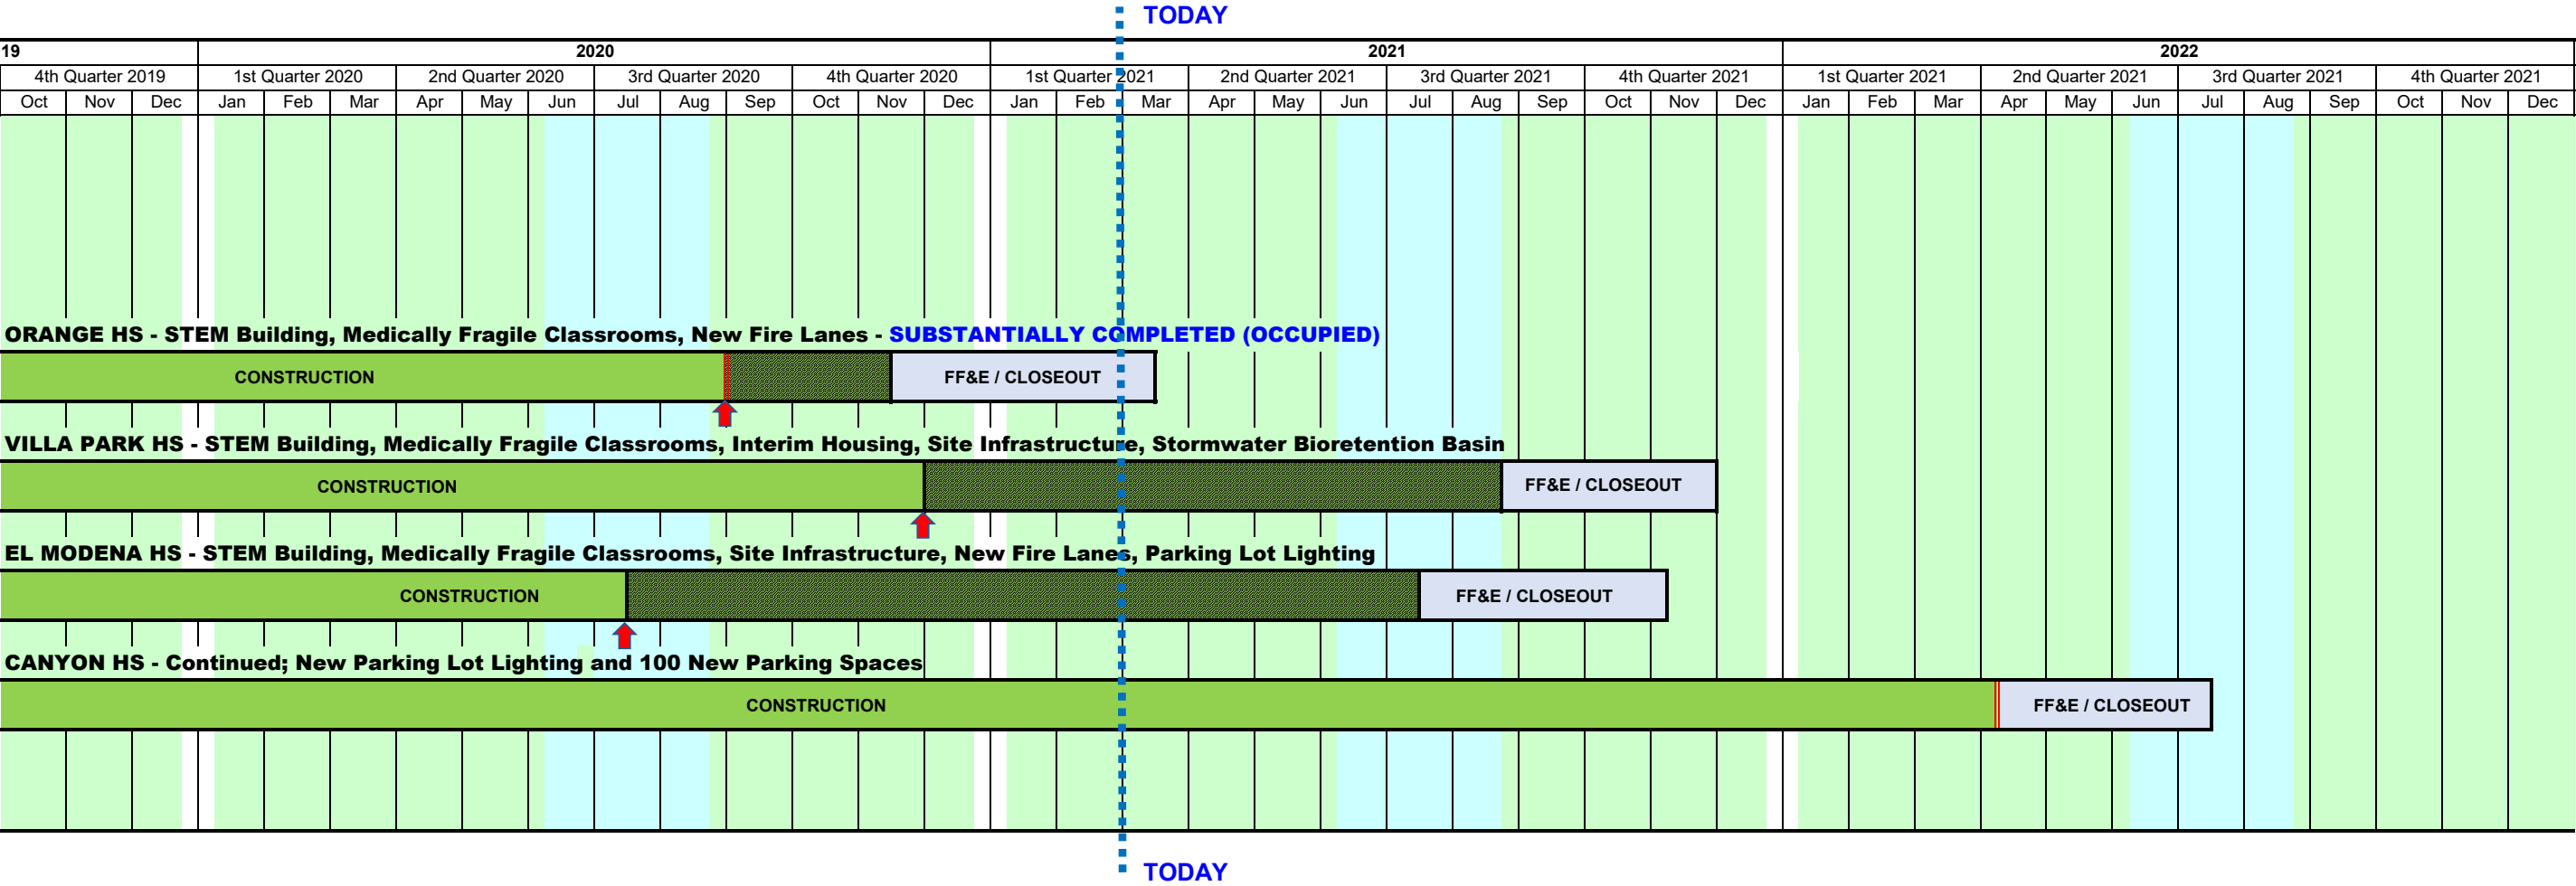 TODAY
19 2020 2021 2022
4th Quarter 2019 1st Quarter 2020 2nd Quarter 2020 3rd Quarter 2020 4th Quarter 2020 1st Quarter 2021 2nd Quarter 2021 3rd Quarter 2021 4th Quarter 2021 1st Quarter 2021 2nd Quarter 2021 3rd Quarter 2021 4th Quarter 2021
Oct Nov Dec Jan Feb Mar Apr May Jun Jul Aug Sep Oct Nov Dec Jan Feb Mar Apr May Jun Jul Aug Sep Oct Nov Dec Jan Feb Mar Apr May Jun Jul Aug Sep Oct Nov Dec
ORANGE HS - STEM Building, Medically Fragile Classrooms, New Fire Lanes - SUBSTANTIALLY COMPLETED (OCCUPIED)
CONSTRUCTION FF&E / CLOSEOUT
VILLA PARK HS - STEM Building, Medically Fragile Classrooms, Interim Housing, Site Infrastructure, Stormwater Bioretention Basin
CONSTRUCTION FF&E / CLOSEOUT
EL MODENA HS - STEM Building, Medically Fragile Classrooms, Site Infrastructure, New Fire Lanes, Parking Lot Lighting
CONSTRUCTION FF&E / CLOSEOUT
CANYON HS - Continued; New Parking Lot Lighting and 100 New Parking Spaces
CONSTRUCTION FF&E / CLOSEOUT
TODAY